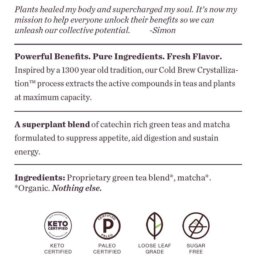 Plants healed my body and supercharged my soul. It's now my
mission to help everyone unlock their benefits so we can
unleash our collective potential. -Simon
Powerful Benefits. Pure Ingredients. Fresh Flavor.
Inspired by a 1300 year old tradition, our Cold Brew Crystalliza-
tion™ process extracts the active compounds in teas and plants
at maximum capacity.
A superplant blend of catechin rich green teas and matcha
formulated to suppress appetite, aid digestion and sustain
energy.
Ingredients: Proprietary green tea blend*, matcha*.
*Organic. Nothing else.
KETO
CERTIFIED
CERTIFIED
P
PALEO
KETO
CERTIFIED
PALEO
CERTIFIED
LOOSE LEAF
GRADE
SUGAR
FREE